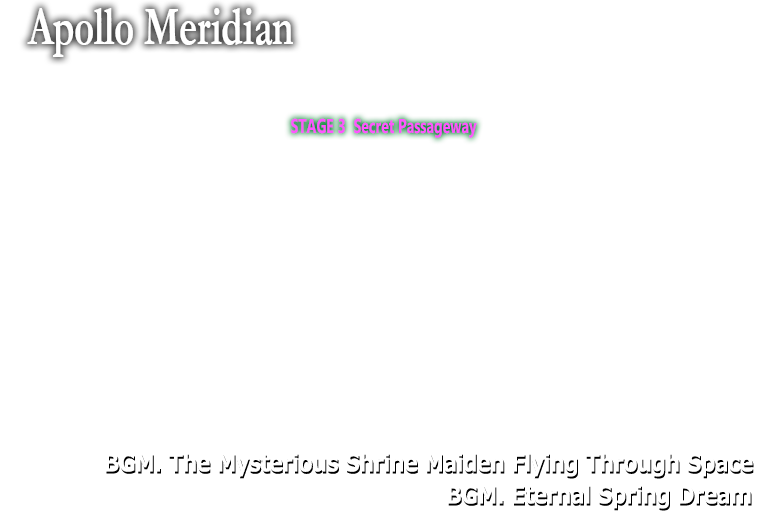 Apollo Meridian
STAGE 3 Secret Passageway
BGM. The Mysterious Shrine Maiden Flying Through Space
BGM. Eternal Spring Dream